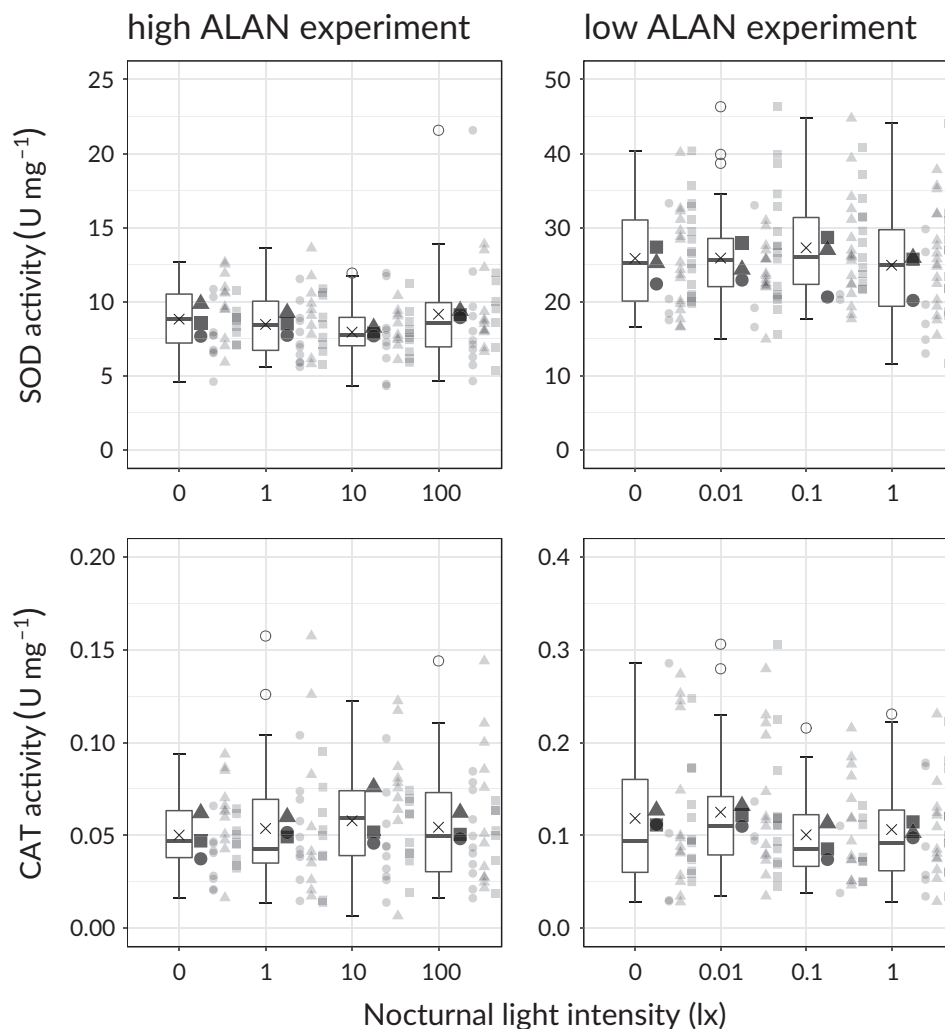 high ALAN experiment
low ALAN experiment
SOD activity (U mg⁻¹)
25
20
15
10
5
0
0 1 10 100
50
40
30
20
10
0
0 0.01 0.1 1
CAT activity (U mg⁻¹)
0.20
0.15
0.10
0.05
0.00
0 1 10 100
0.4
0.3
0.2
0.1
0.0
0 0.01 0.1 1
Nocturnal light intensity (lx)